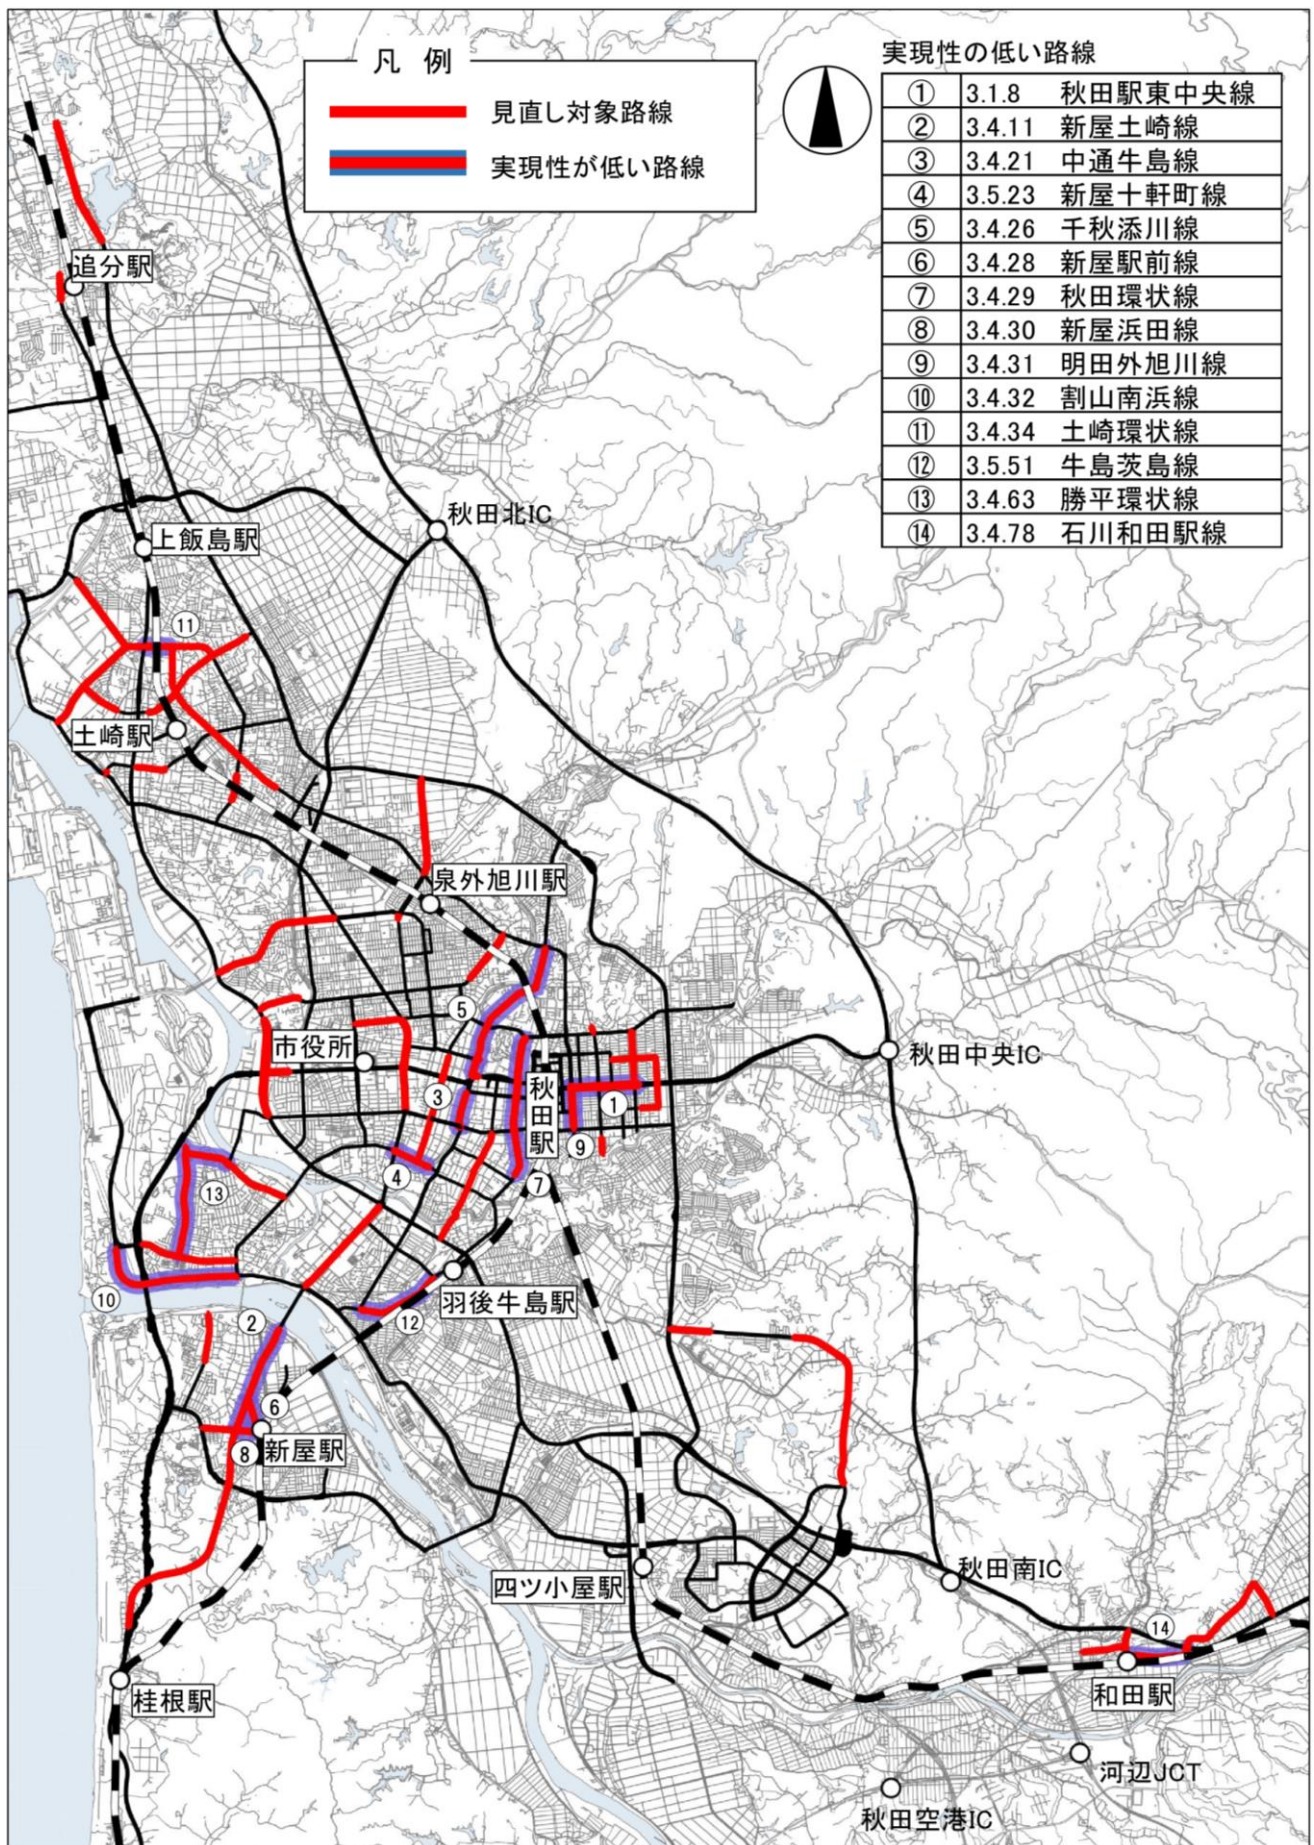 凡 例
見直し対象路線
実現性が低い路線
実現性の低い路線
① 3.1.8 秋田駅東中央線
② 3.4.11 新屋土崎線
③ 3.4.21 中通牛島線
④ 3.5.23 新屋十軒町線
⑤ 3.4.26 千秋添川線
⑥ 3.4.28 新屋駅前線
⑦ 3.4.29 秋田環状線
⑧ 3.4.30 新屋浜田線
⑨ 3.4.31 明田外旭川線
⑩ 3.4.32 割山南浜線
⑪ 3.4.34 土崎環状線
⑫ 3.5.51 牛島茨島線
⑬ 3.4.63 勝平環状線
⑭ 3.4.78 石川和田駅線
追分駅
秋田北IC
上飯島駅
⑪
土崎駅
泉外旭川駅
⑤
市役所
秋田中央IC
秋田駅
③
①
⑨
④
⑦
⑬
⑩
羽後牛島駅
②
⑫
⑥
新屋駅
⑧
四ツ小屋駅
秋田南IC
⑭
桂根駅
和田駅
河辺JCT
秋田空港IC